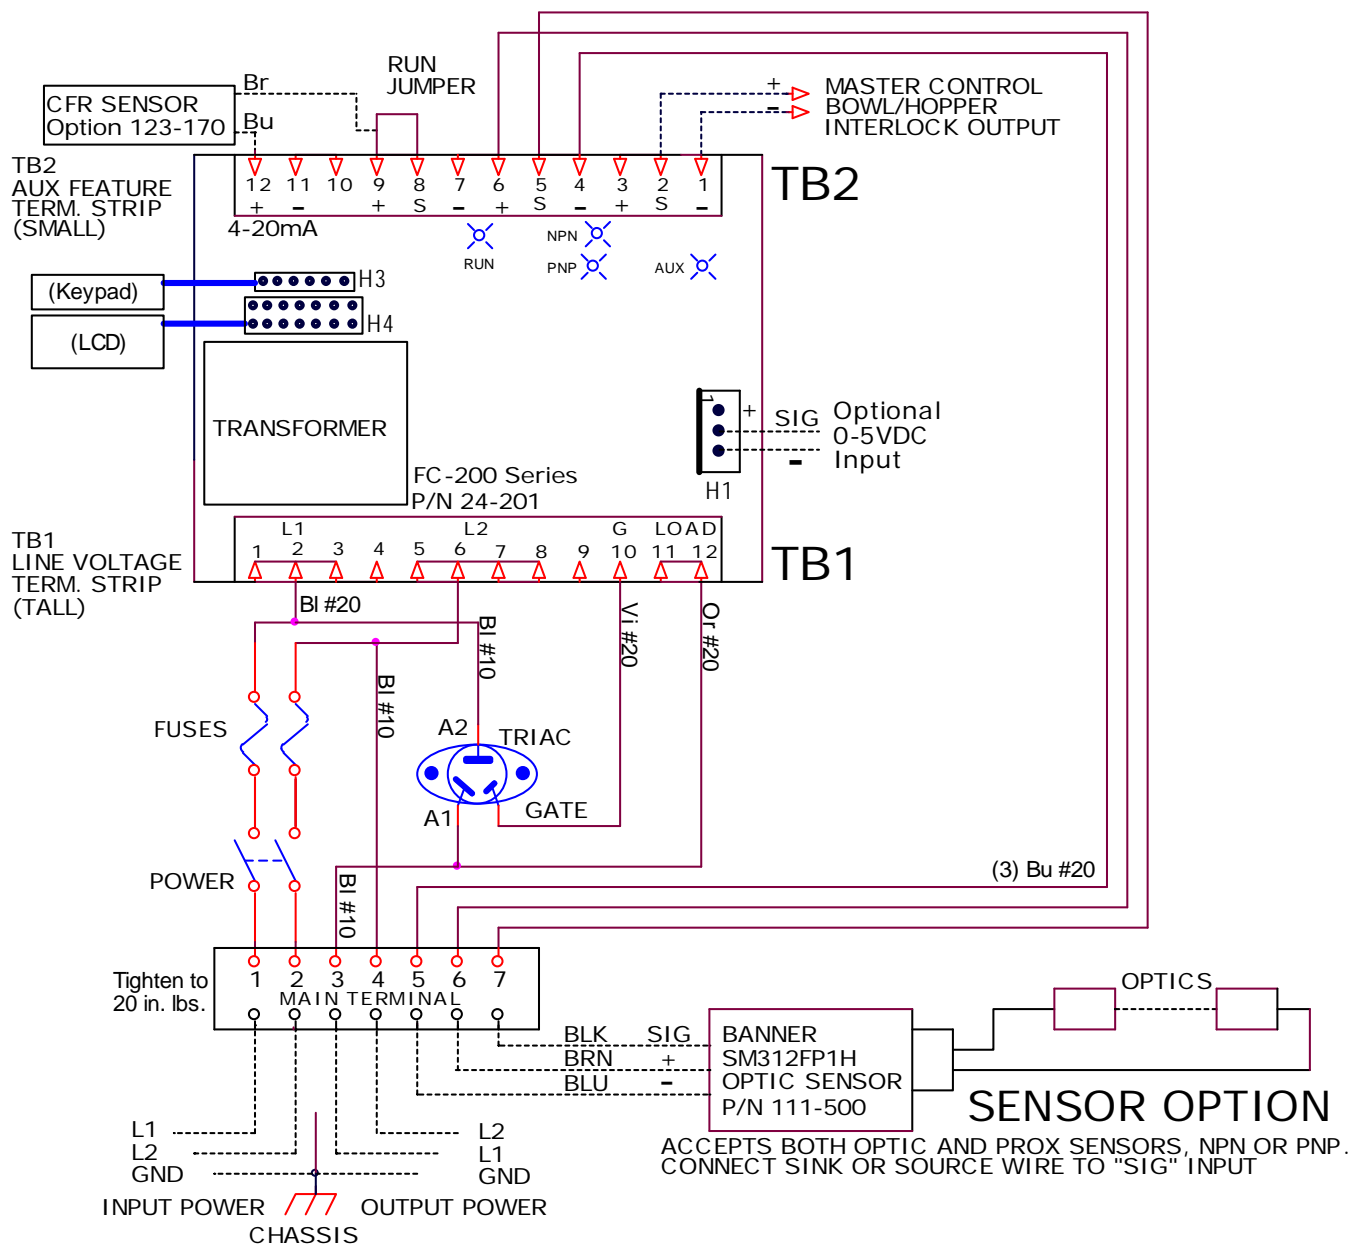 RUN
JUMPER
Br
CFR SENSOR
Option 123-170
Bu
+
-
MASTER CONTROL
BOWL/HOPPER
INTERLOCK OUTPUT
TB2
AUX FEATURE
TERM. STRIP
(SMALL)
12 11 10 9 8 7 6 5 4 3 2 1
+ - + S - + S - + S -
TB2
4-20mA
RUN
NPN
PNP
AUX
(Keypad)
H3
(LCD)
H4
TRANSFORMER
1
+
SIG
-
Optional
0-5VDC
Input
H1
FC-200 Series
P/N 24-201
TB1
LINE VOLTAGE
TERM. STRIP
(TALL)
L1 L2 G LOAD
1 2 3 4 5 6 7 8 9 10 11 12
TB1
Bl #20
Bl #10
Bl #10
Vi #20
Or #20
FUSES
A2
TRIAC
A1
GATE
POWER
Bl #10
(3) Bu #20
Tighten to
20 in. lbs.
1 2 3 4 5 6 7
MAIN TERMINAL
OPTICS
BLK SIG
BRN +
BLU -
BANNER
SM312FP1H
OPTIC SENSOR
P/N 111-500
SENSOR OPTION
ACCEPTS BOTH OPTIC AND PROX SENSORS, NPN OR PNP.
CONNECT SINK OR SOURCE WIRE TO "SIG" INPUT
L1
L2
GND
L2
L1
GND
INPUT POWER
OUTPUT POWER
CHASSIS